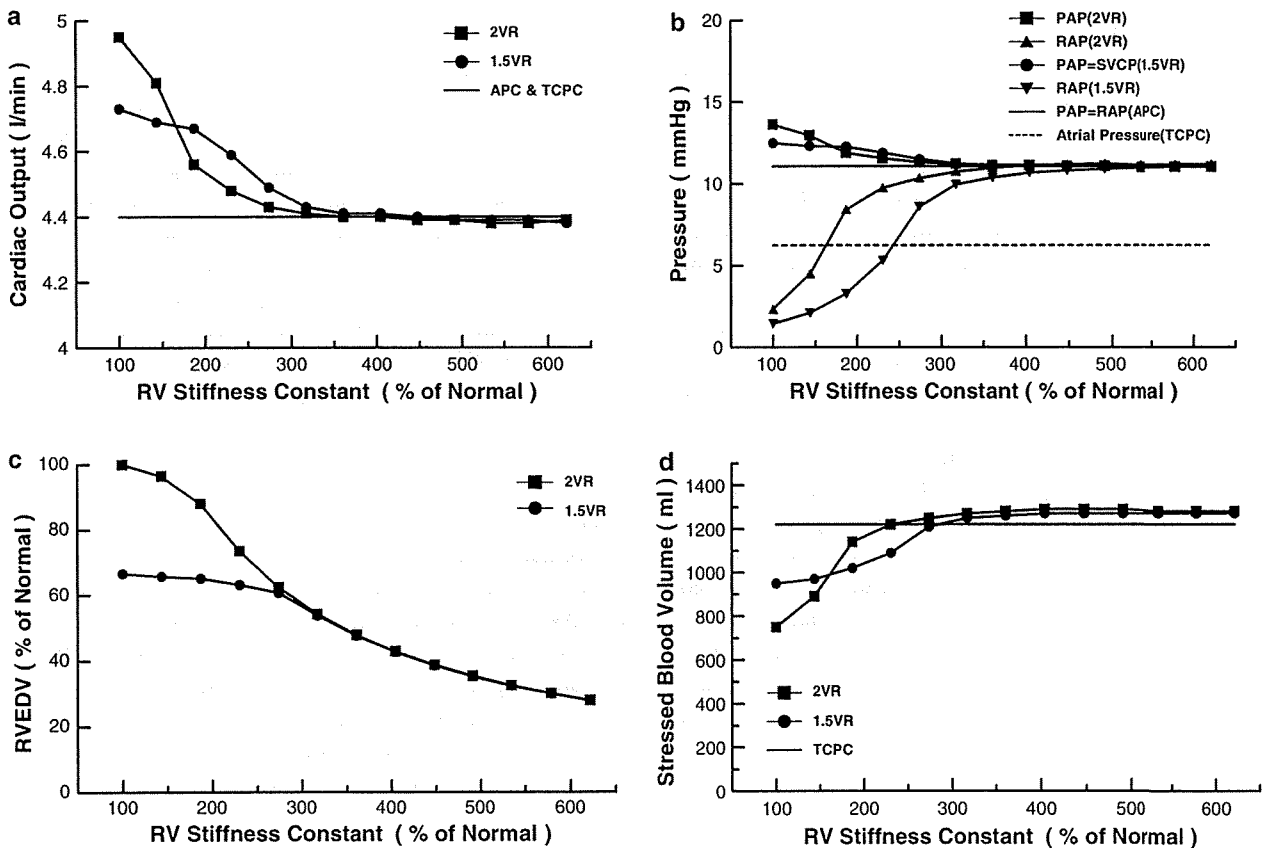 a
Cardiac Output ( l/min )
5
4.8
4.6
4.4
4.2
4
100 200 300 400 500 600
RV Stiffness Constant ( % of Normal )
2VR
1.5VR
APC & TCPC
b
Pressure ( mmHg )
20
15
10
5
0
100 200 300 400 500 600
RV Stiffness Constant ( % of Normal )
PAP(2VR)
RAP(2VR)
PAP=SVCP(1.5VR)
RAP(1.5VR)
PAP=RAP(APC)
Atrial Pressure(TCPC)
c
RVEDV ( % of Normal )
100
80
60
40
20
0
100 200 300 400 500 600
RV Stiffness Constant ( % of Normal )
2VR
1.5VR
d
Stressed Blood Volume ( ml )
1400
1200
1000
800
600
400
200
0
100 200 300 400 500 600
RV Stiffness Constant ( % of Normal )
2VR
1.5VR
TCPC